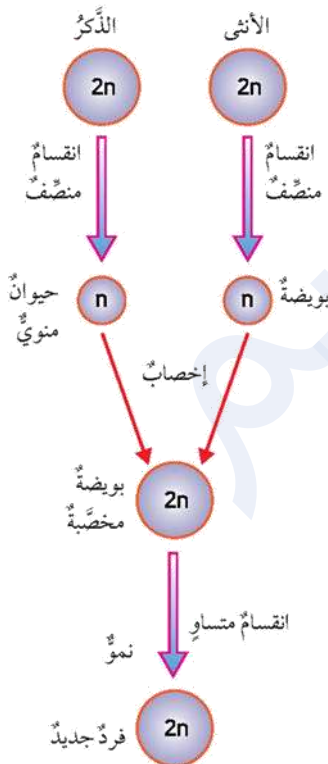 الذَّكرُ
الأنثى
2n
2n
انقسامٌ
منصِّفٌ
انقسامٌ
منصِّفٌ
حيوانٌ
منويٌّ
n
n
بويضةٌ
إخصابٌ
بويضةٌ
مخصَّبةٌ
2n
انقسامٌ متساوٍ
نموٌّ
فردٌ جديدٌ
2n